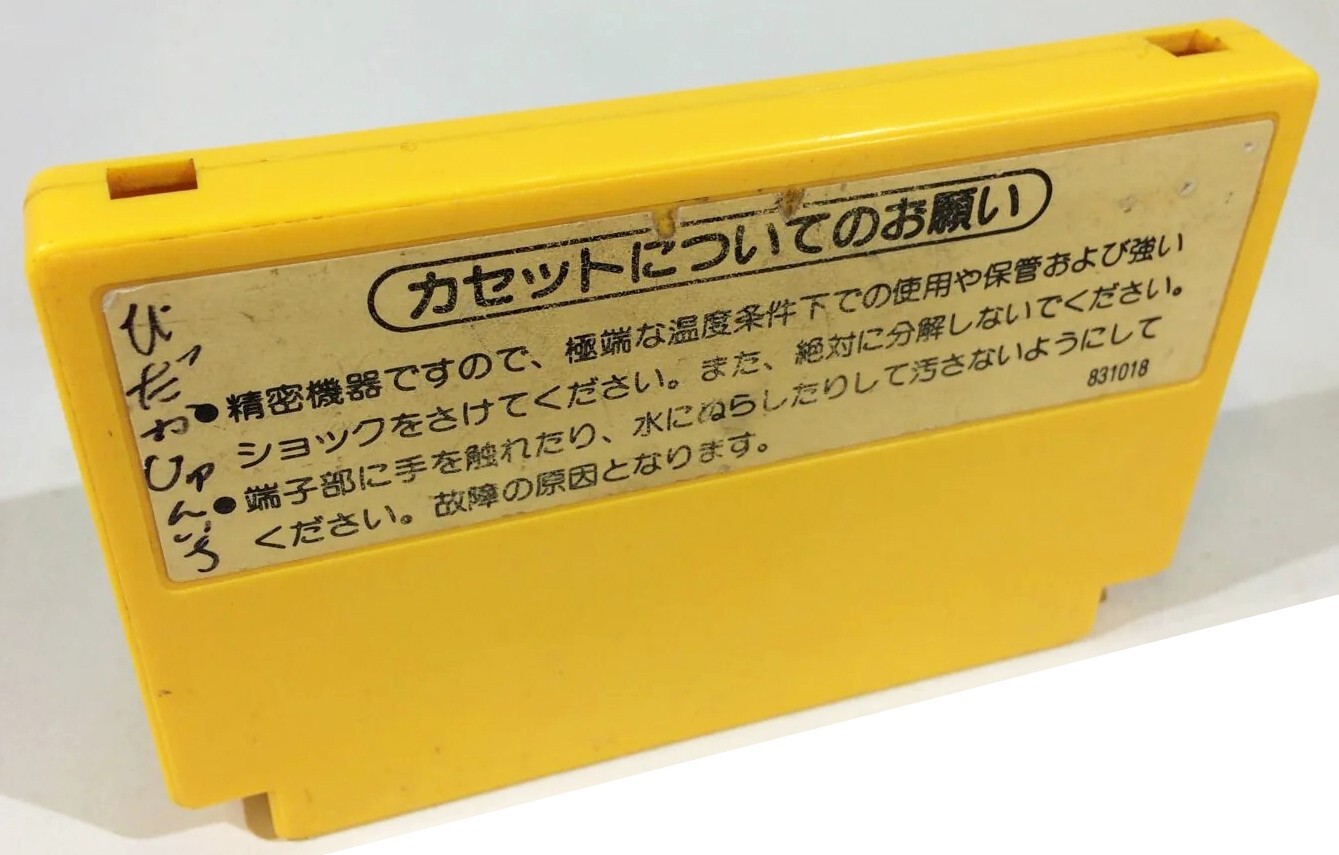 カセットについてのお願い
●精密機器ですので、極端な温度条件下での使用や保管および強い
ショックをさけてください。また、絶対に分解しないでください。
●端子部に手を触れたり、水にぬらしたりして汚さないようにして
ください。故障の原因となります。
831018